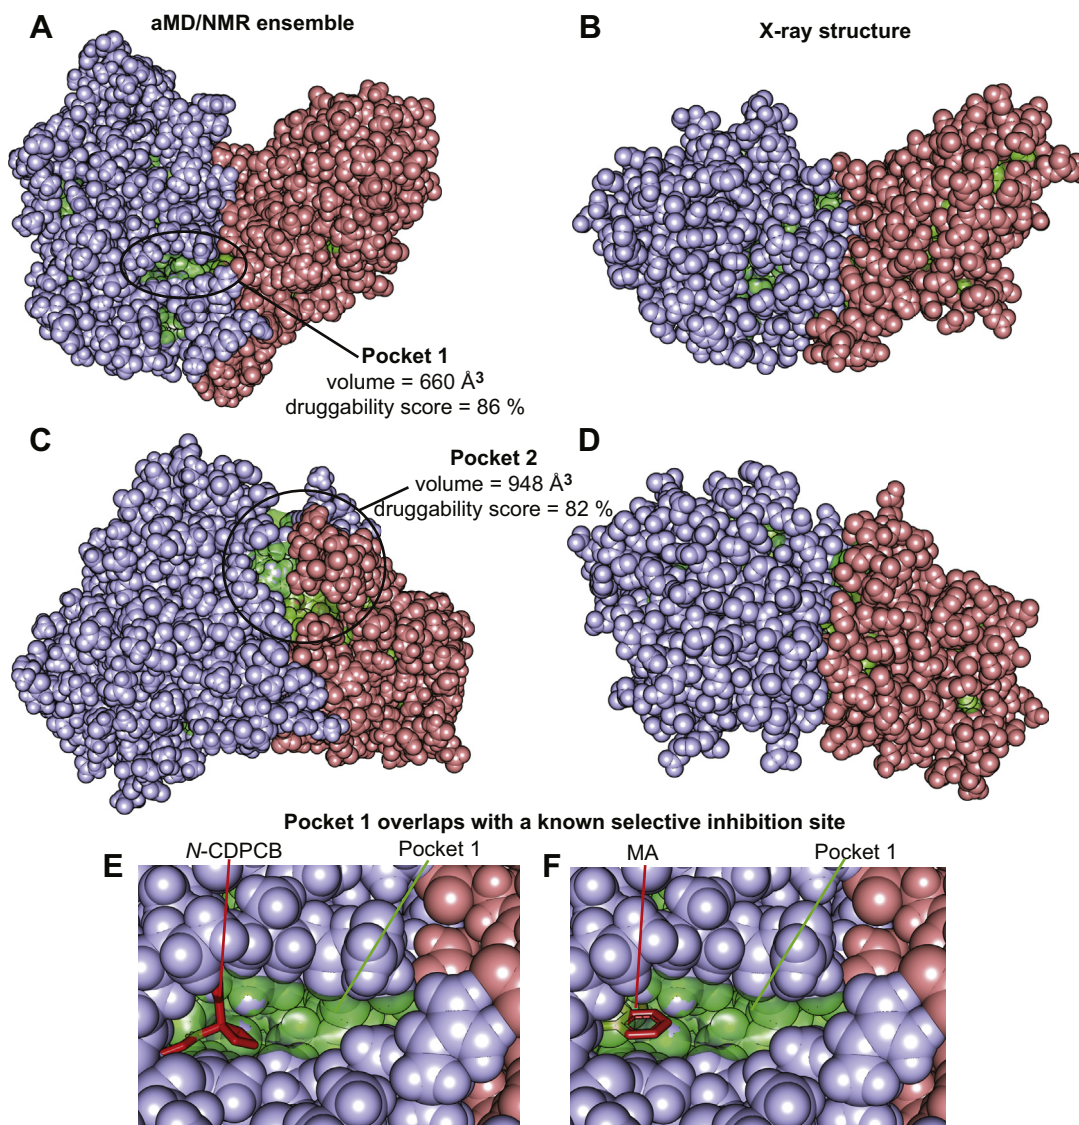 A
aMD/NMR ensemble
B
X-ray structure
Pocket 1
volume = 660 Å³
druggability score = 86 %
C
D
Pocket 2
volume = 948 Å³
druggability score = 82 %
Pocket 1 overlaps with a known selective inhibition site
E
N-CDPCB
Pocket 1
F
MA
Pocket 1